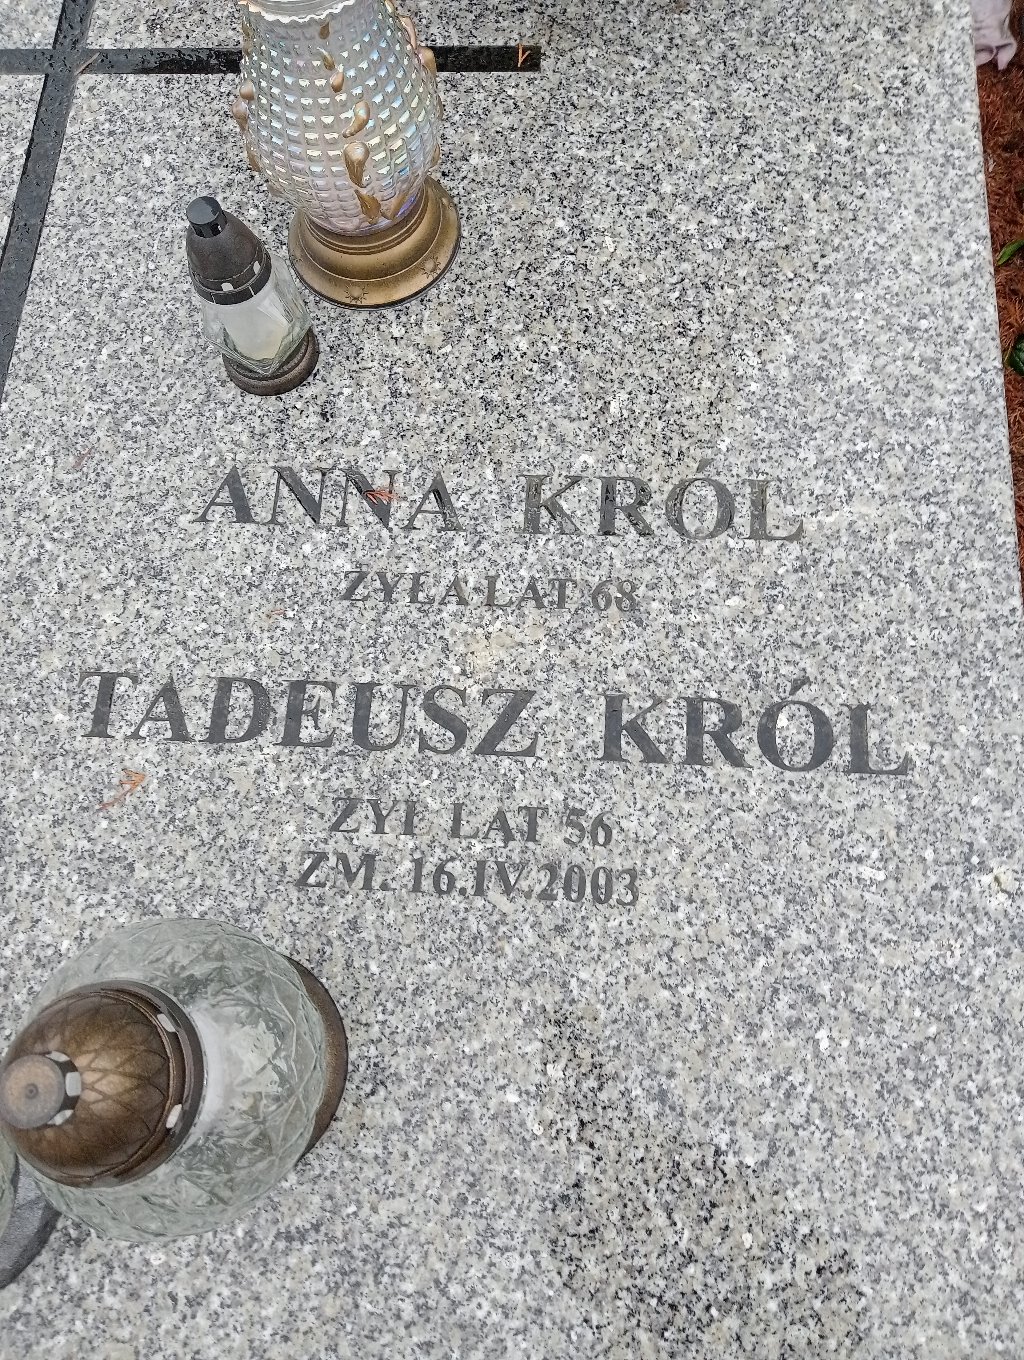 ANNA KRÓL
ŻYŁA LAT 68
TADEUSZ KRÓL
ŻYŁ LAT 56
ZM. 16.IV.2003